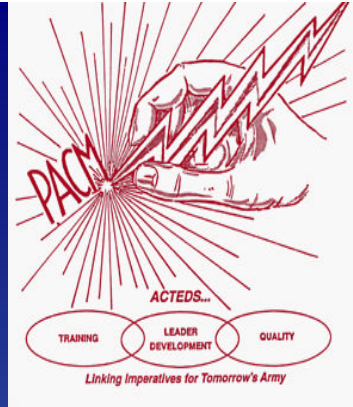 PACM
ACTEDS...
TRAINING
LEADER
DEVELOPMENT
QUALITY
Linking Imperatives for Tomorrow's Army